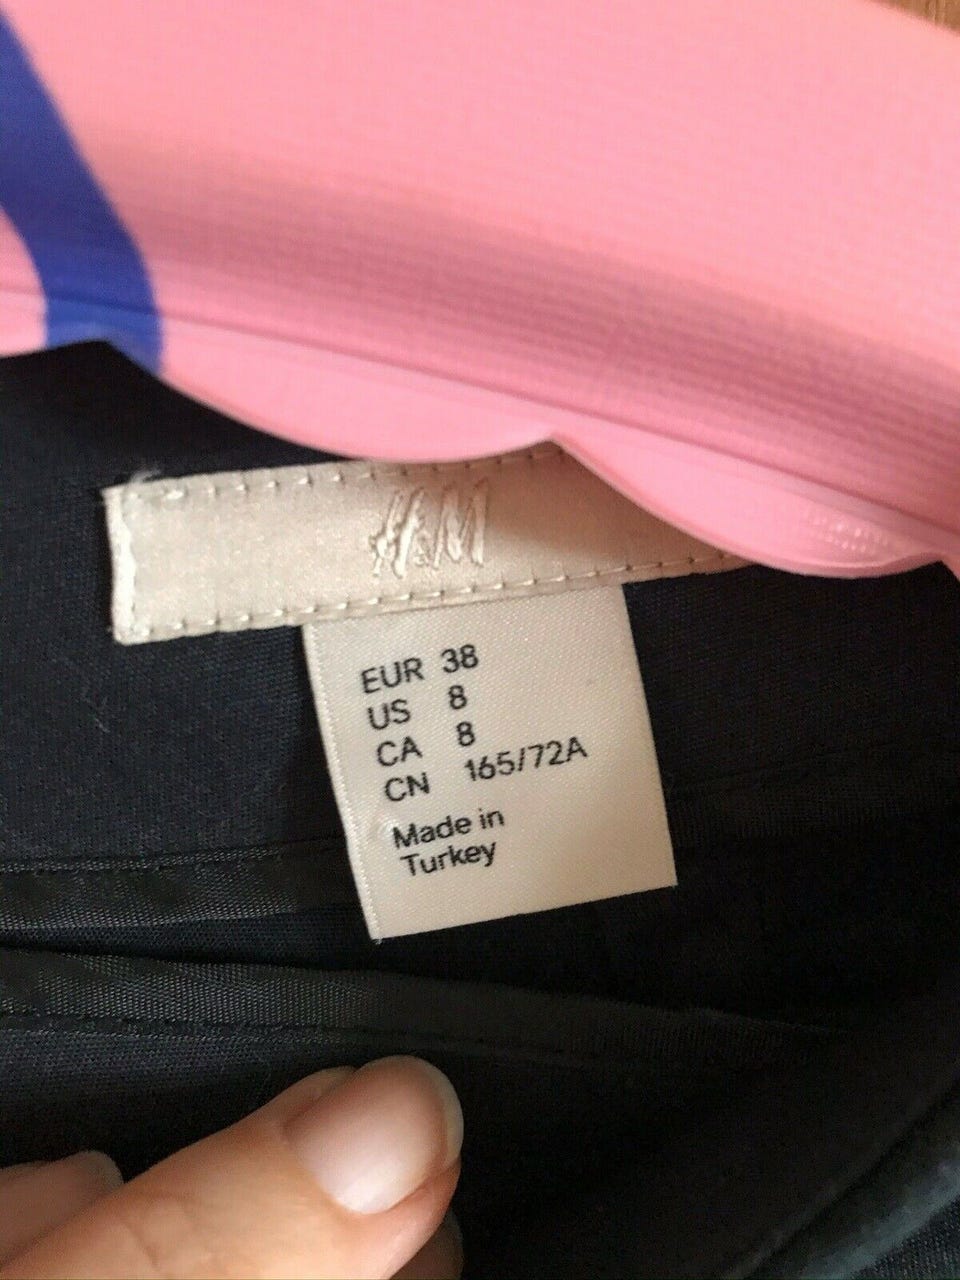 H&M
EUR 38
US 8
CA 8
CN 165/72A
Made in
Turkey